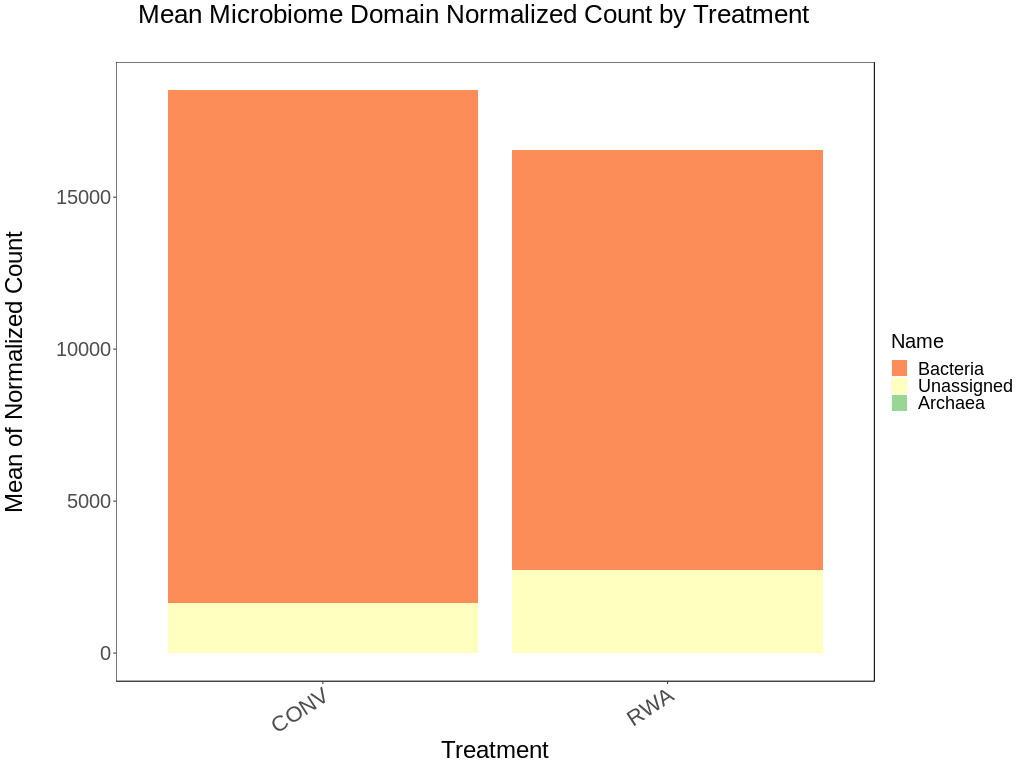 Mean Microbiome Domain Normalized Count by Treatment
Mean of Normalized Count
15000
10000
5000
0
CONV
RWA
Treatment
Name
Bacteria
Unassigned
Archaea